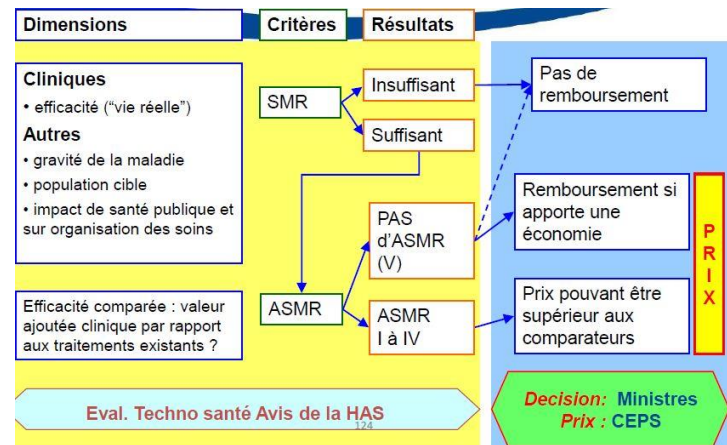 Dimensions
Critères
Résultats
Cliniques
• efficacité (“vie réelle”)
Autres
• gravité de la maladie
• population cible
• impact de santé publique et
sur organisation des soins
SMR
Insuffisant
Suffisant
Pas de
remboursement
Efficacité comparée : valeur
ajoutée clinique par rapport
aux traitements existants ?
ASMR
PAS
d’ASMR
(V)
ASMR
I à IV
Remboursement si
apporte une
économie
Prix pouvant être
supérieur aux
comparateurs
P
R
I
X
Eval. Techno santé Avis de la HAS
124
Decision: Ministres
Prix : CEPS